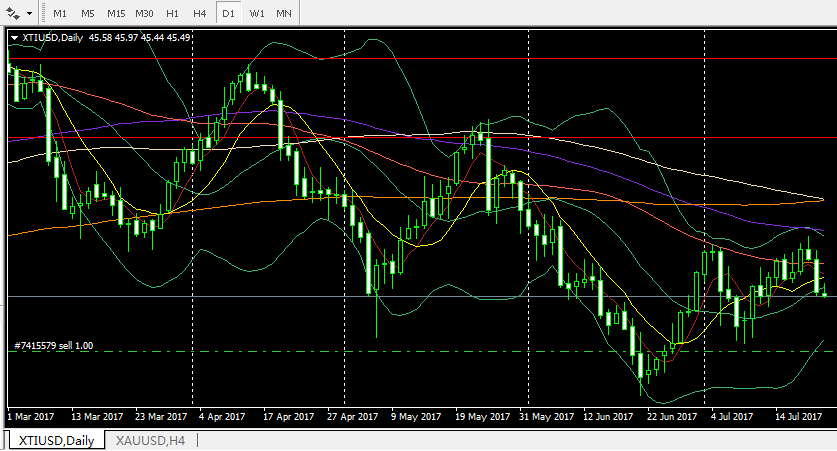 M1 M5 M15 M30 H1 H4 D1 W1 MN
XTIUSD,Daily 45.58 45.97 45.44 45.49
#7415579 sell 1.00
1 Mar 2017 13 Mar 2017 23 Mar 2017 4 Apr 2017 17 Apr 2017 27 Apr 2017 9 May 2017 19 May 2017 31 May 2017 12 Jun 2017 22 Jun 2017 4 Jul 2017 14 Jul 2017
XTIUSD,Daily XAUUSD,H4